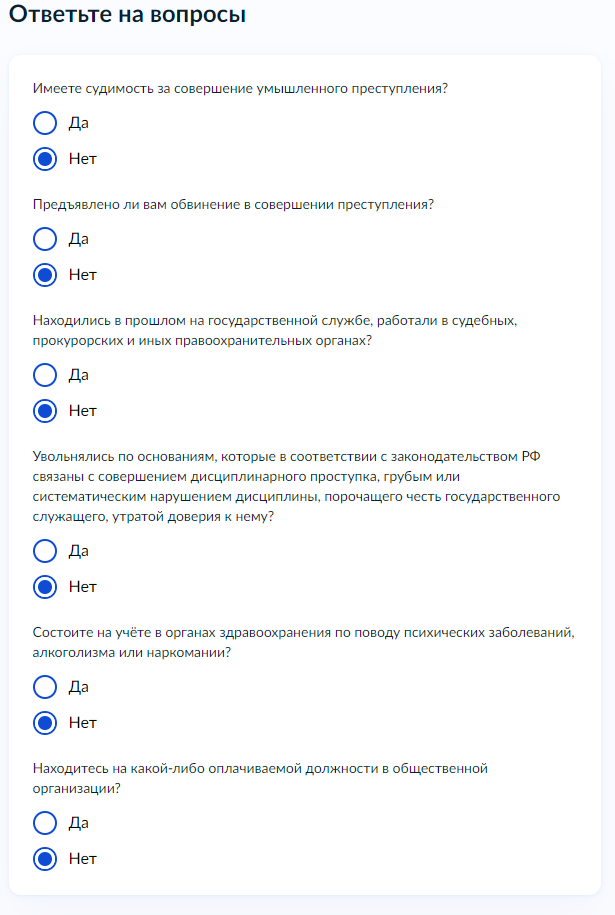 Ответьте на вопросы
Имеете судимость за совершение умышленного преступления?
Да
Нет
Предъявлено ли вам обвинение в совершении преступления?
Да
Нет
Находились в прошлом на государственной службе, работали в судебных,
прокурорских и иных правоохранительных органах?
Да
Нет
Увольнялись по основаниям, которые в соответствии с законодательством РФ
связаны с совершением дисциплинарного проступка, грубым или
систематическим нарушением дисциплины, порочащего честь государственного
служащего, утратой доверия к нему?
Да
Нет
Состоите на учёте в органах здравоохранения по поводу психических заболеваний,
алкоголизма или наркомании?
Да
Нет
Находитесь на какой-либо оплачиваемой должности в общественной
организации?
Да
Нет